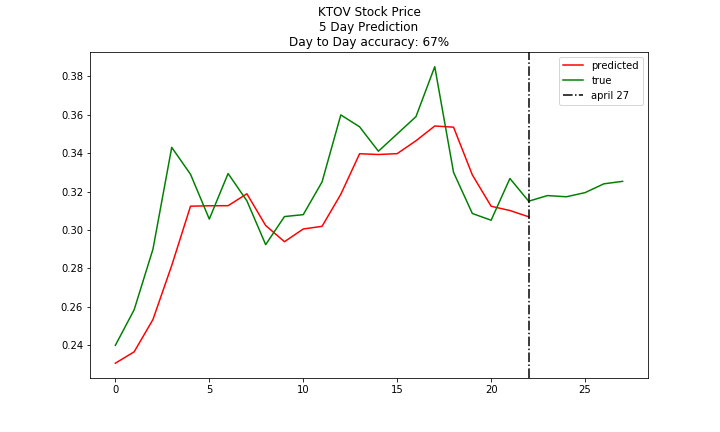 KTOV Stock Price
5 Day Prediction
Day to Day accuracy: 67%
predicted
true
april 27
0.38
0.36
0.34
0.32
0.30
0.28
0.26
0.24
0 5 10 15 20 25